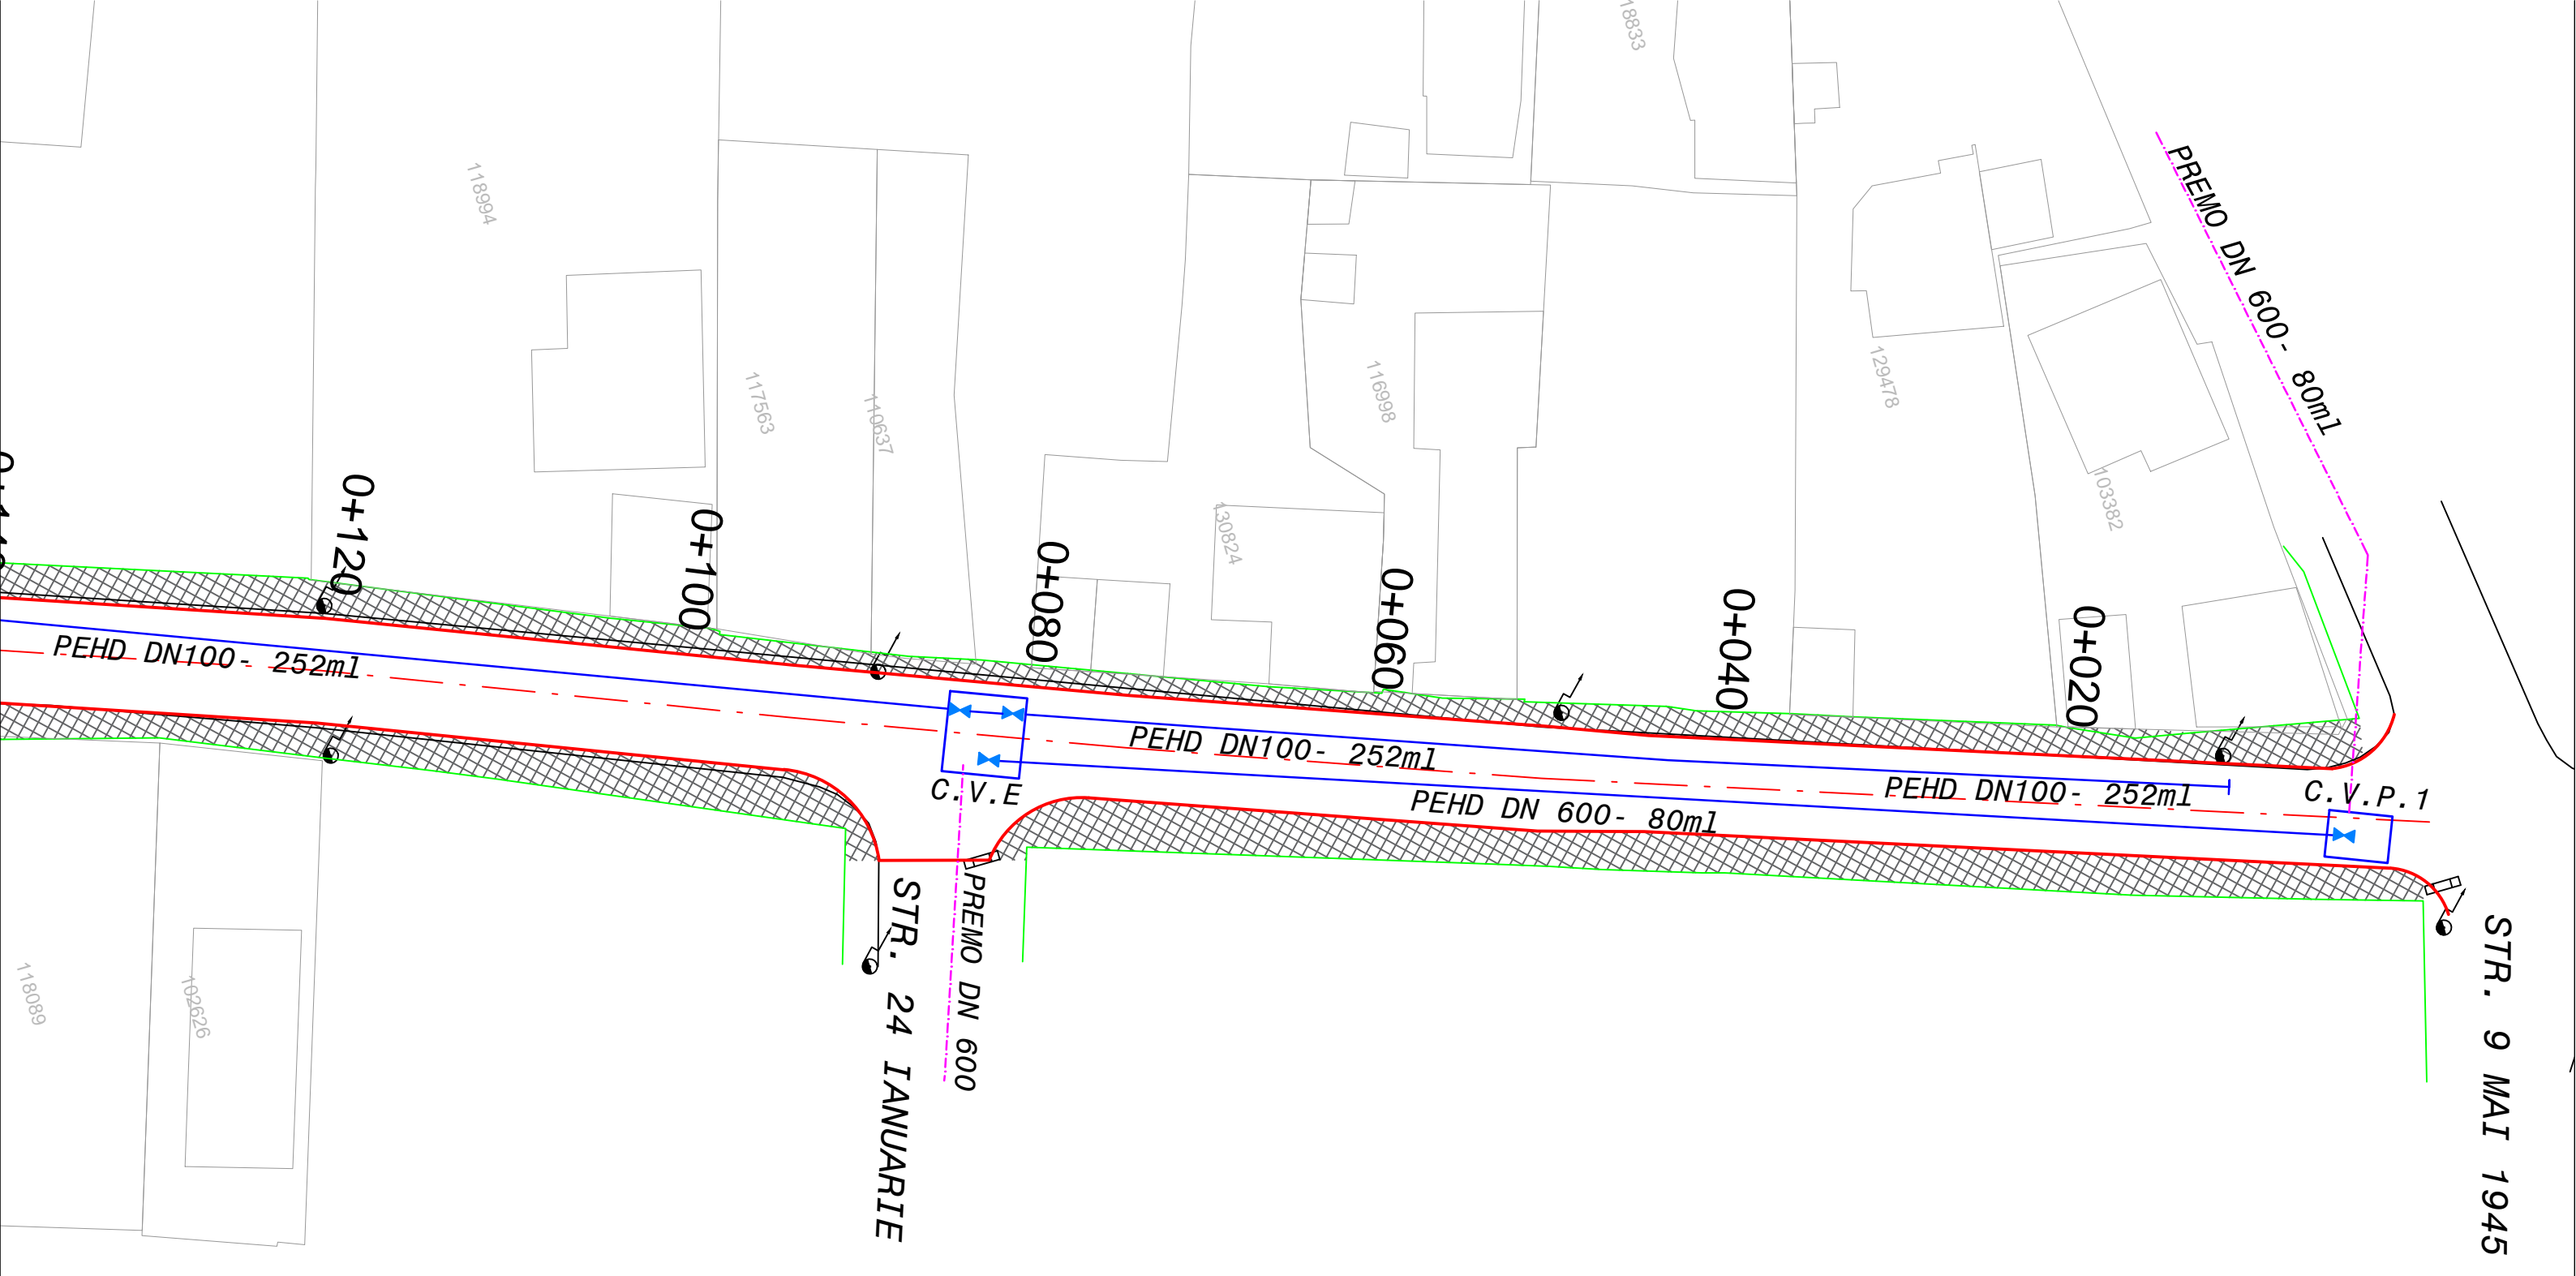 18833
118994
117563
110637
116998
130824
129478
103382
PREMO DN 600- 80ml
0+120
0+100
0+080
0+060
0+040
0+020
PEHD DN100- 252ml
PEHD DN100- 252ml
PEHD DN100- 252ml
PEHD DN 600- 80ml
C.V.E
C.V.P.1
STR. 24 IANUARIE
PREMO DN 600
STR. 9 MAI 1945
118089
102626